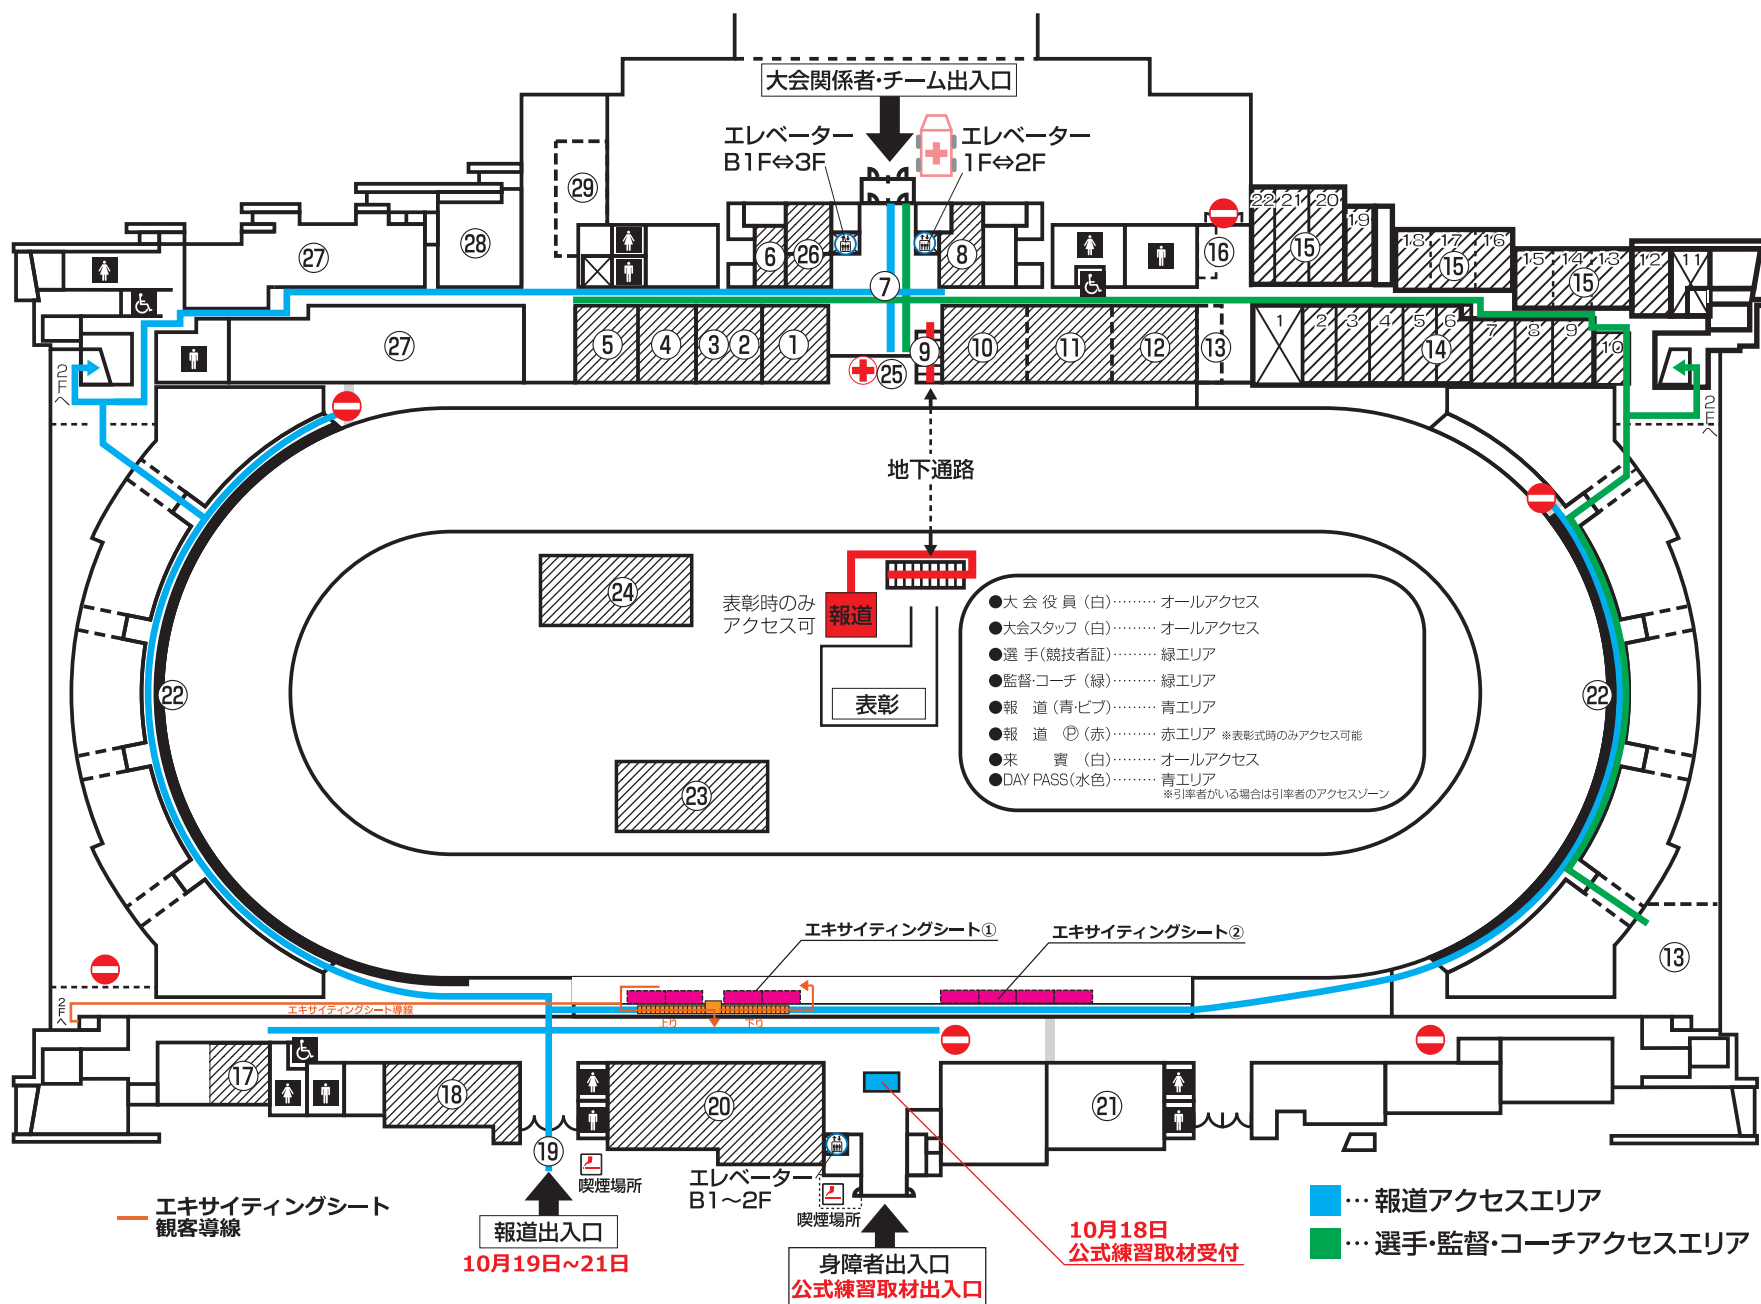 大会関係者・チーム出入口
エレベーター
B1F⇔3F
エレベーター
1F⇔2F
29
28
27
6
26
7
8
16
22 21 20
19
15
18 17 16
15
15 14 13
15
12
11
27
5
4
3
2
1
25
9
10
11
12
13
1
2
3
4
5
6
7
8
9
10
14
2Fへ
2Fへ
地下通路
24
表彰時のみ
アクセス可
報道
表彰
●大会役員(白)………オールアクセス
●大会スタッフ(白)………オールアクセス
●選手(競技者証)………緑エリア
●監督・コーチ(緑)………緑エリア
●報 道(青・ビブ)………青エリア
●報 道 Ⓟ(赤)………赤エリア ※表彰式時のみアクセス可能
●来 賓(白)………オールアクセス
●DAY PASS(水色)………青エリア
※引率者がいる場合は引率者のアクセスゾーン
22
22
23
エキサイティングシート①
エキサイティングシート②
13
2Fへ
エキサイティングシート導線
上り
下り
17
18
19
20
21
喫煙場所
エレベーター
B1～2F
喫煙場所
エキサイティングシート
観客導線
報道出入口
10月19日~21日
身障者出入口
公式練習取材出入口
10月18日
公式練習取材受付
…報道アクセスエリア
…選手・監督・コーチアクセスエリア